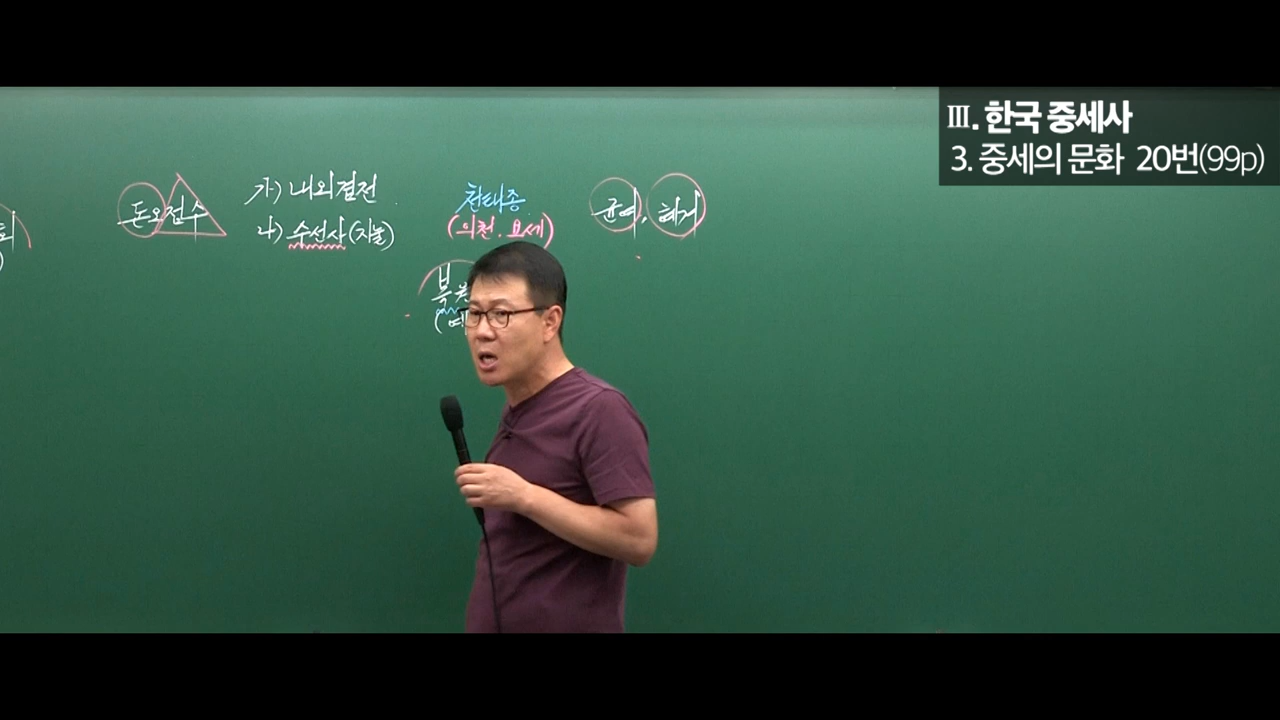 Ⅲ. 한국 중세사
3. 중세의 문화 20번(99p)
돈오점수
가) 내외겸전
나) 수선사(지눌)
천태종
(의천. 요세)
균여, 혜거